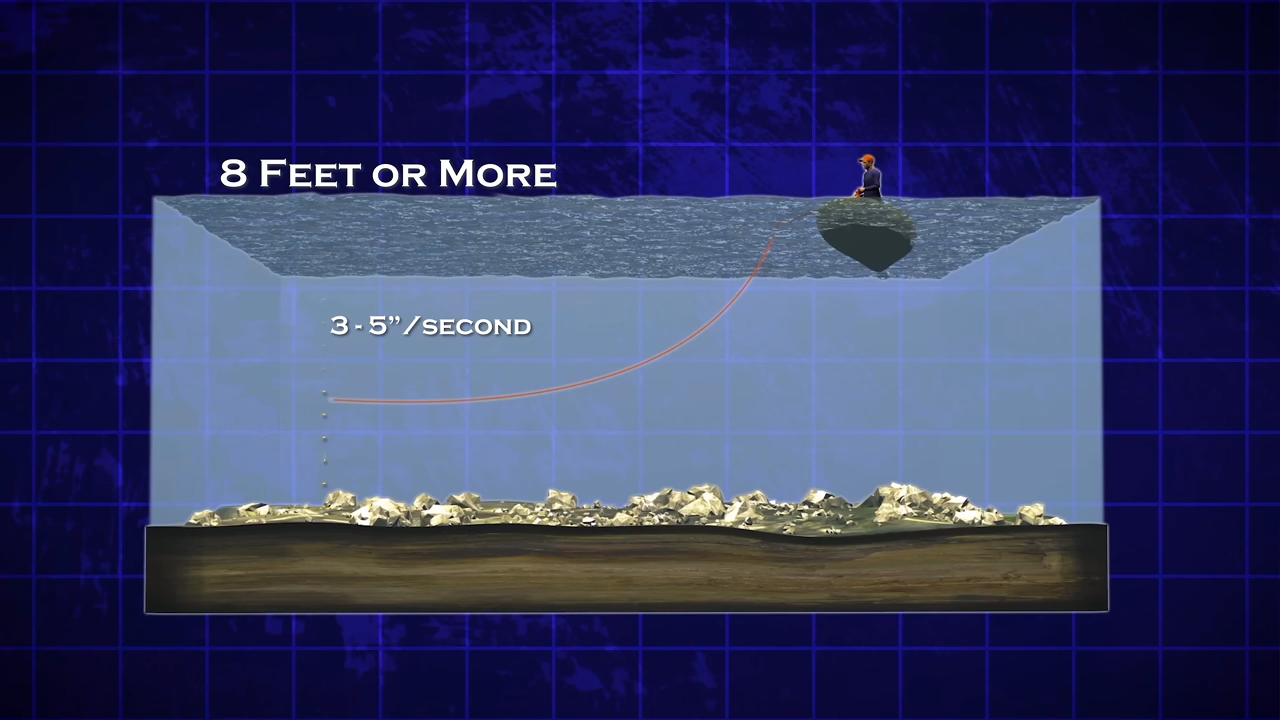 8 Feet or More
3 - 5”/second